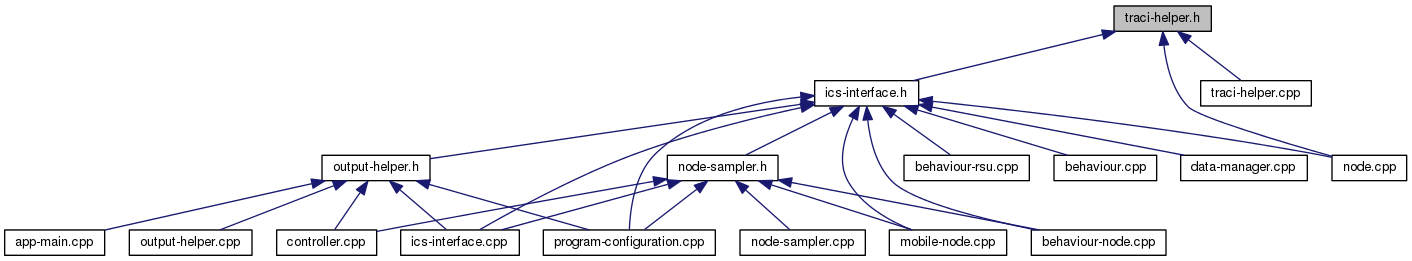 traci-helper.h
ics-interface.h
traci-helper.cpp
output-helper.h
node-sampler.h
behaviour-rsu.cpp
behaviour.cpp
data-manager.cpp
node.cpp
app-main.cpp
output-helper.cpp
controller.cpp
ics-interface.cpp
program-configuration.cpp
node-sampler.cpp
mobile-node.cpp
behaviour-node.cpp